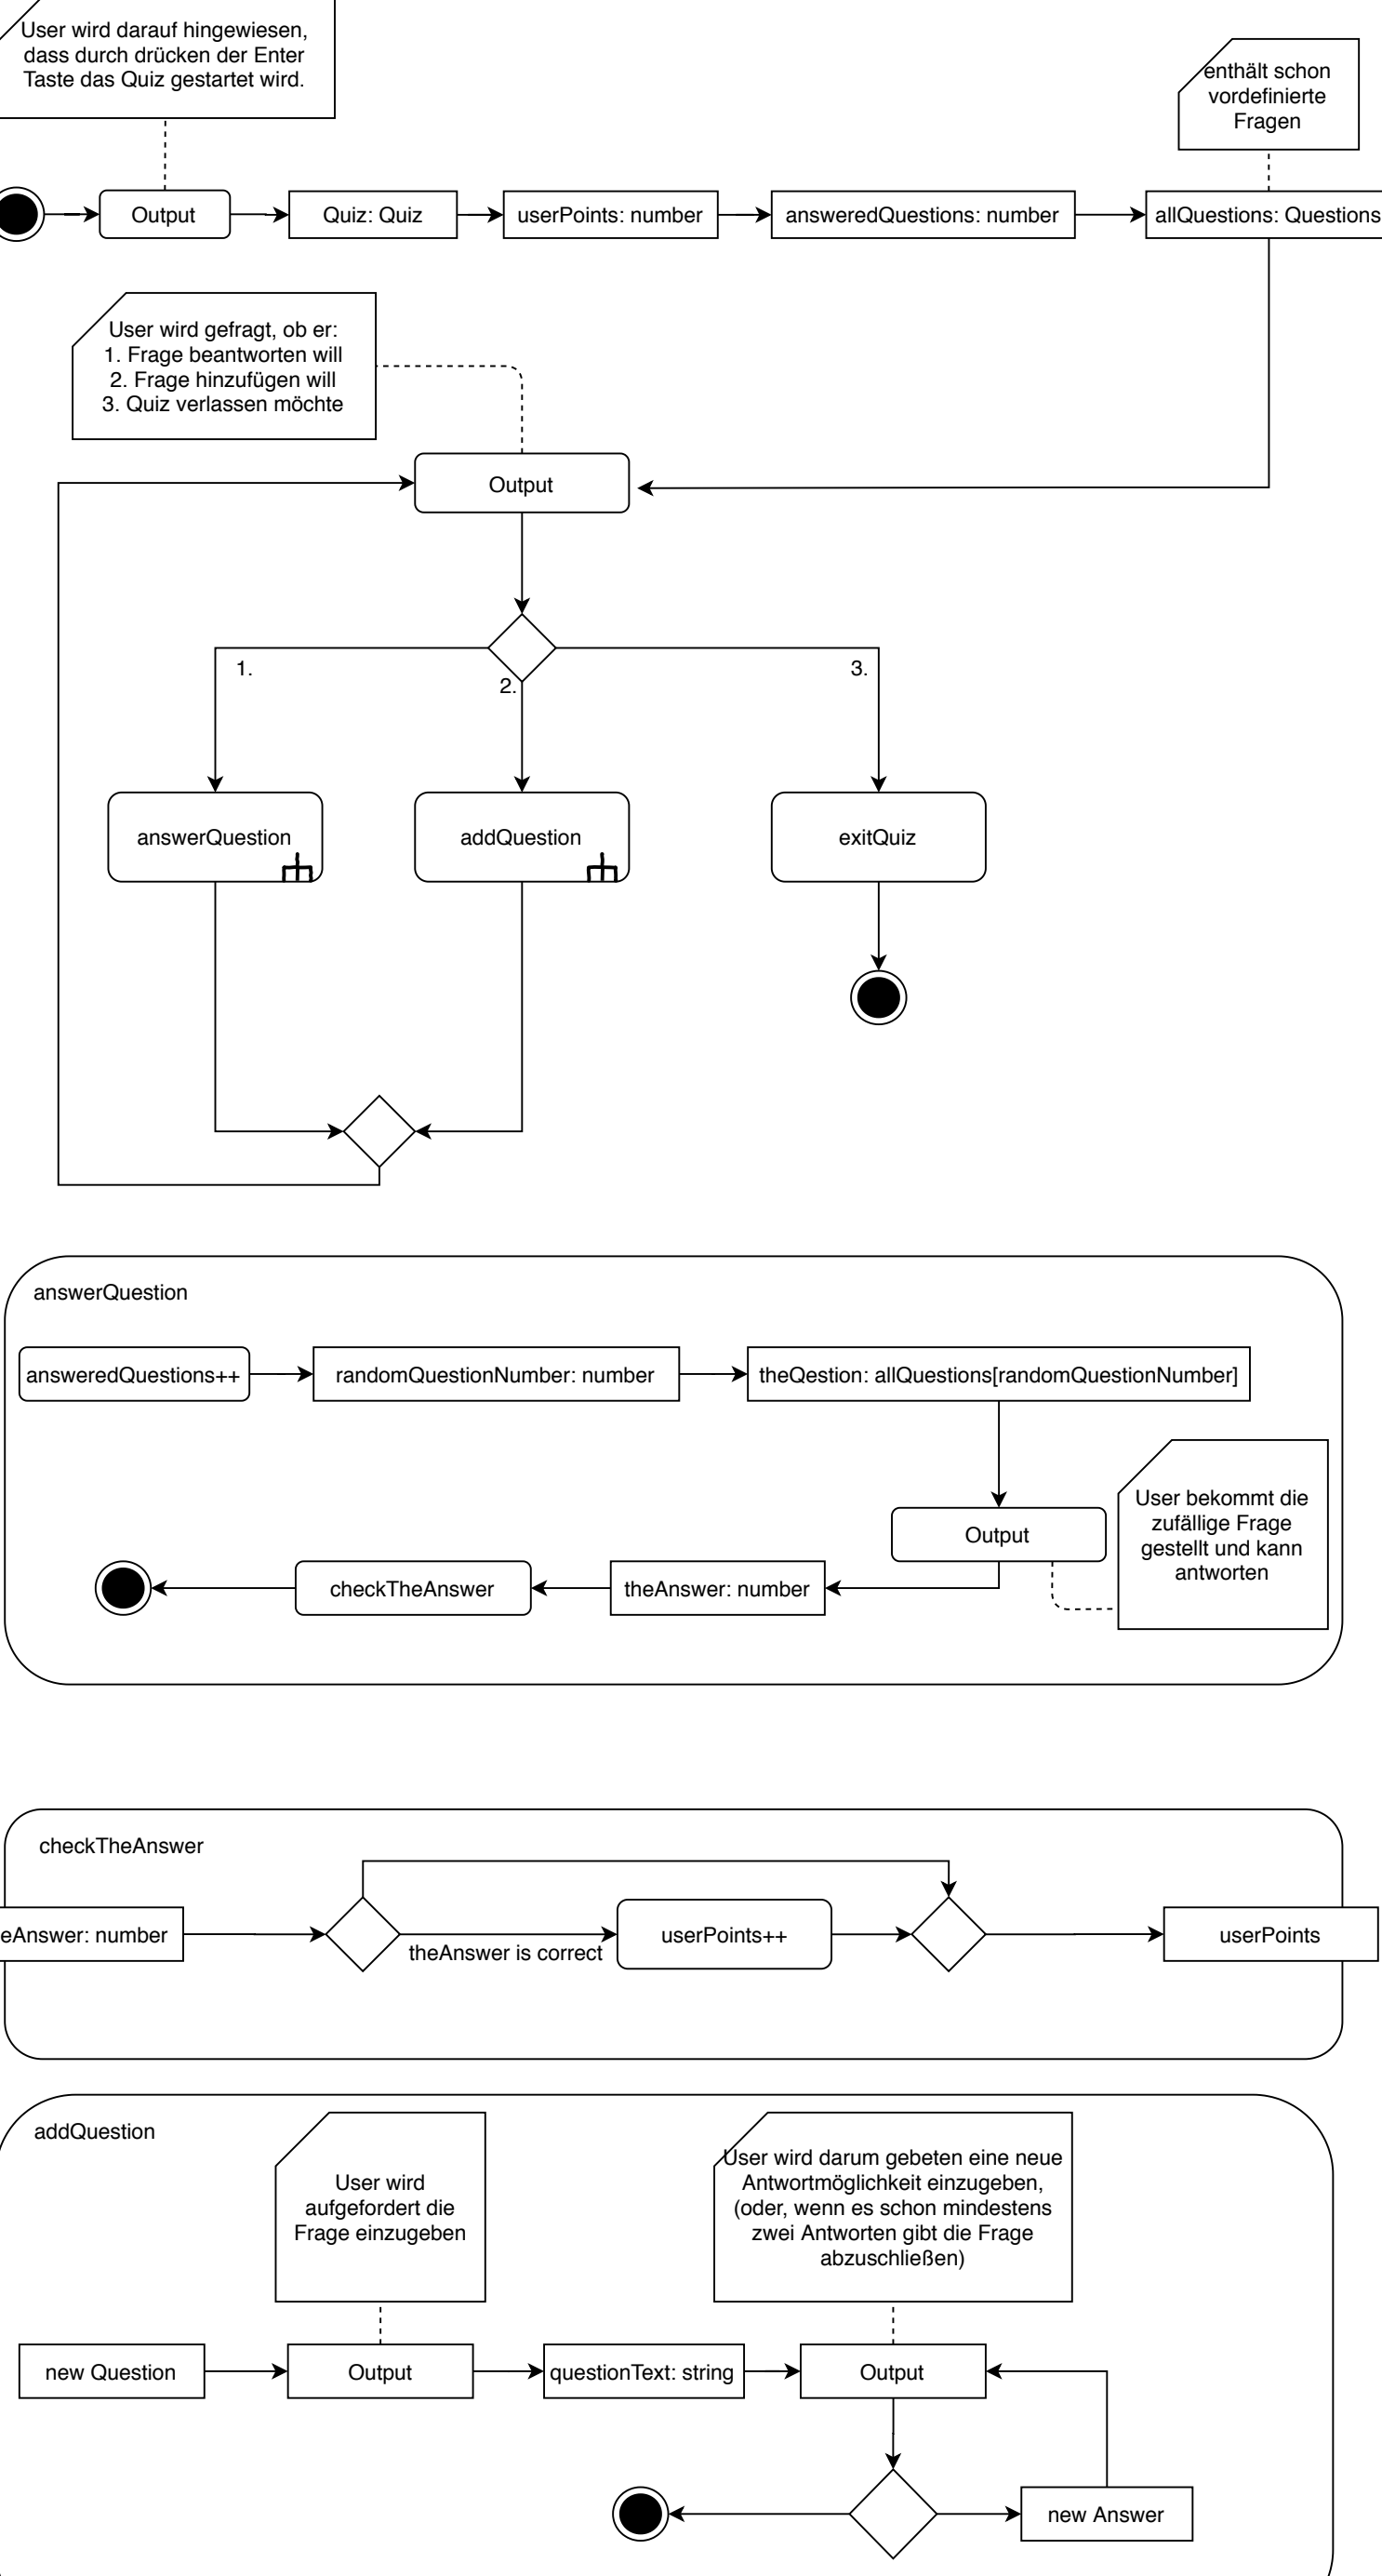 User wird darauf hingewiesen,
dass durch drücken der Enter
Taste das Quiz gestartet wird.
enthält schon
vordefinierte
Fragen
Output
Quiz: Quiz
userPoints: number
answeredQuestions: number
allQuestions: Questions
User wird gefragt, ob er:
1. Frage beantworten will
2. Frage hinzufügen will
3. Quiz verlassen möchte
Output
1.
2.
3.
answerQuestion
addQuestion
exitQuiz
answerQuestion
answeredQuestions++
randomQuestionNumber: number
theQestion: allQuestions[randomQuestionNumber]
User bekommt die
zufällige Frage
gestellt und kann
antworten
Output
checkTheAnswer
theAnswer: number
checkTheAnswer
eAnswer: number
theAnswer is correct
userPoints++
userPoints
addQuestion
User wird
aufgefordert die
Frage einzugeben
User wird darum gebeten eine neue
Antwortmöglichkeit einzugeben,
(oder, wenn es schon mindestens
zwei Antworten gibt die Frage
abzuschließen)
new Question
Output
questionText: string
Output
new Answer